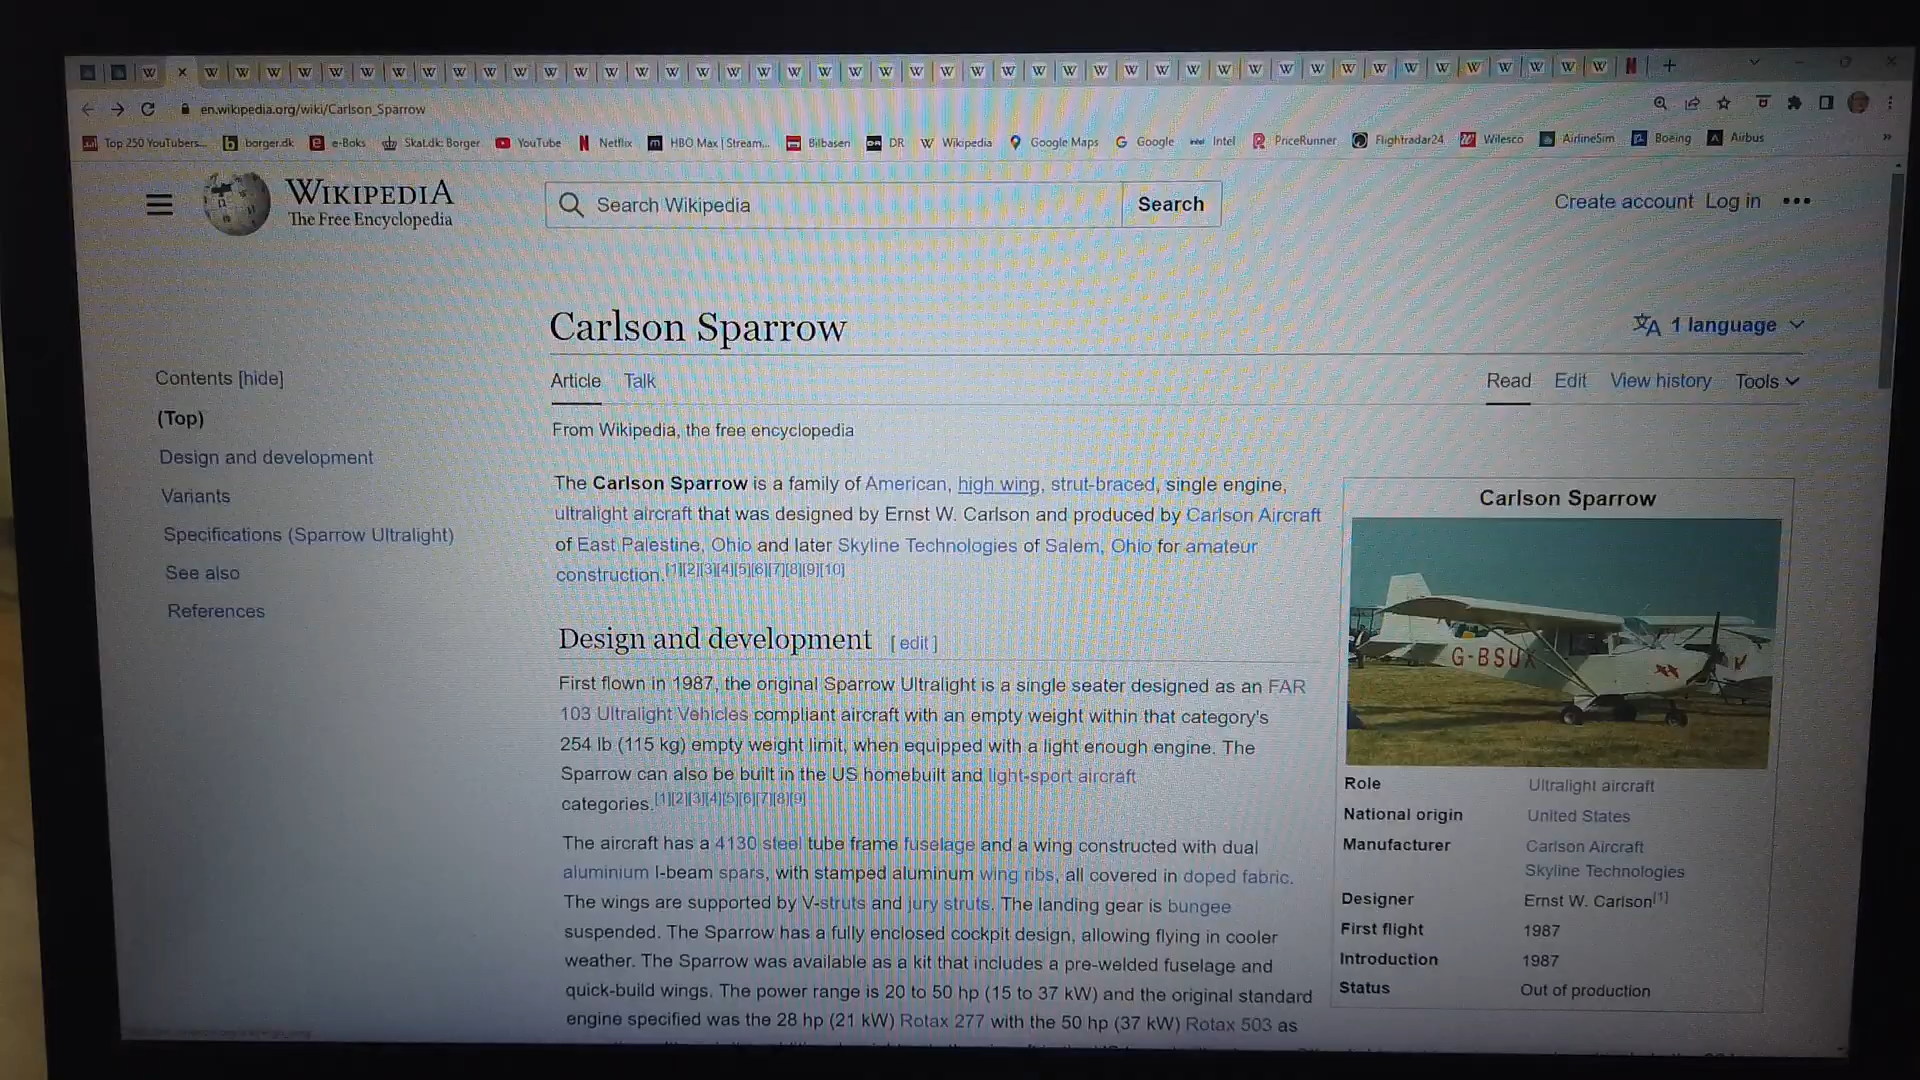 en.wikipedia.org/wiki/Carlson_Sparrow
Top 250 YouTubers... borger.dk e-Boks Skat.dk: Borger YouTube Netflix HBO Max | Stream... Bilbasen DR Wikipedia Google Maps Google Intel PriceRunner Flightradar24 Wilesco AirlineSim Boeing Airbus »
WIKIPEDIA
The Free Encyclopedia
Search Wikipedia Search
Create account Log in •••
Carlson Sparrow
1 language
Article Talk
Read Edit View history Tools
From Wikipedia, the free encyclopedia
Contents [hide]
(Top)
Design and development
Variants
Specifications (Sparrow Ultralight)
See also
References
The Carlson Sparrow is a family of American, high wing, strut-braced, single engine,
ultralight aircraft that was designed by Ernst W. Carlson and produced by Carlson Aircraft
of East Palestine, Ohio and later Skyline Technologies of Salem, Ohio for amateur
construction.[1][2][3][4][5][6][7][8][9][10]
Design and development [ edit ]
First flown in 1987, the original Sparrow Ultralight is a single seater designed as an FAR
103 Ultralight Vehicles compliant aircraft with an empty weight within that category's
254 lb (115 kg) empty weight limit, when equipped with a light enough engine. The
Sparrow can also be built in the US homebuilt and light-sport aircraft
categories.[1][2][3][4][5][6][7][8][9]
The aircraft has a 4130 steel tube frame fuselage and a wing constructed with dual
aluminium I-beam spars, with stamped aluminum wing ribs, all covered in doped fabric.
The wings are supported by V-struts and jury struts. The landing gear is bungee
suspended. The Sparrow has a fully enclosed cockpit design, allowing flying in cooler
weather. The Sparrow was available as a kit that includes a pre-welded fuselage and
quick-build wings. The power range is 20 to 50 hp (15 to 37 kW) and the original standard
engine specified was the 28 hp (21 kW) Rotax 277 with the 50 hp (37 kW) Rotax 503 as
Carlson Sparrow
G-BSUX
Role Ultralight aircraft
National origin United States
Manufacturer Carlson Aircraft
Skyline Technologies
Designer Ernst W. Carlson[1]
First flight 1987
Introduction 1987
Status Out of production